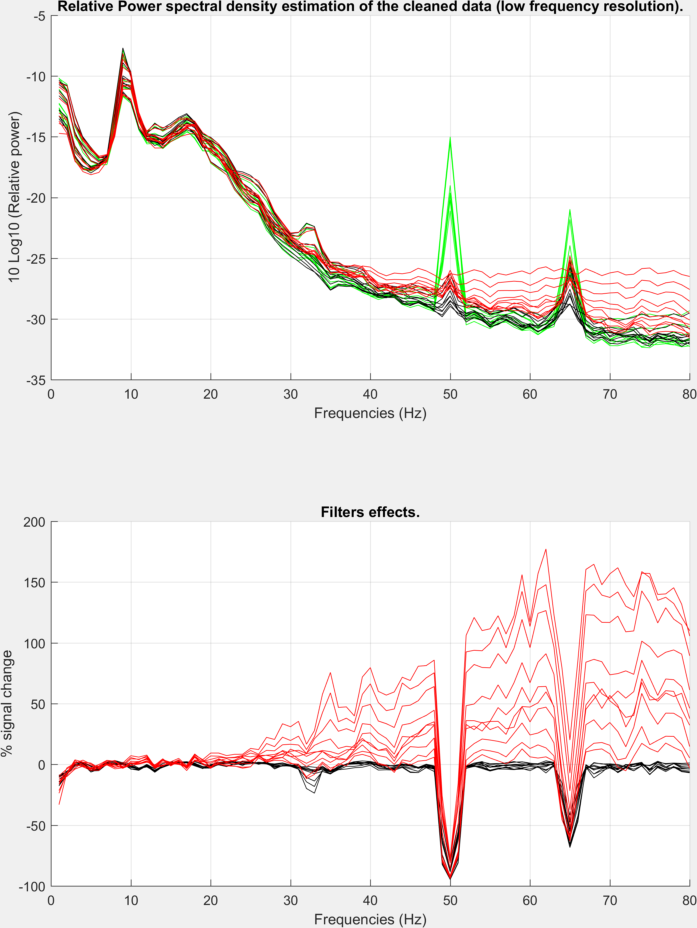 Relative Power spectral density estimation of the cleaned data (low frequency resolution).
-5
-10
-15
-20
-25
-30
-35
10 Log10 (Relative power)
0 10 20 30 40 50 60 70 80
Frequencies (Hz)
Filters effects.
200
150
100
50
0
-50
-100
% signal change
0 10 20 30 40 50 60 70 80
Frequencies (Hz)